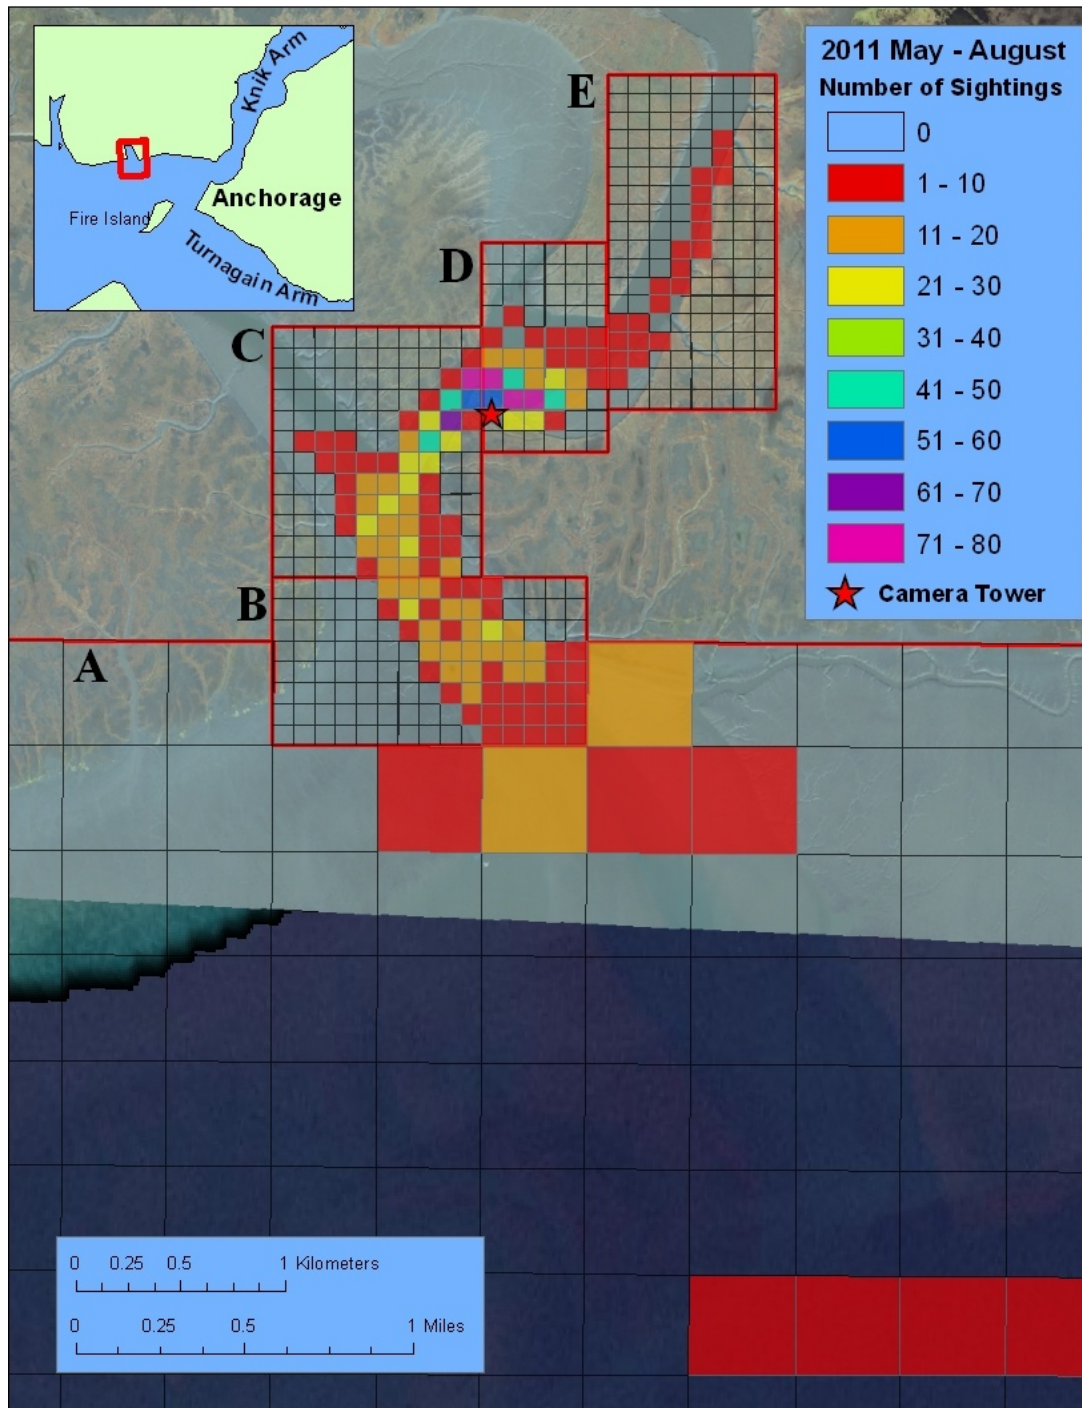 Knik Arm
Anchorage
Fire Island
Turnagain Arm
2011 May - August
Number of Sightings
0
1 - 10
11 - 20
21 - 30
31 - 40
41 - 50
51 - 60
61 - 70
71 - 80
Camera Tower
E
D
C
B
A
0 0.25 0.5 1 Kilometers
0 0.25 0.5 1 Miles